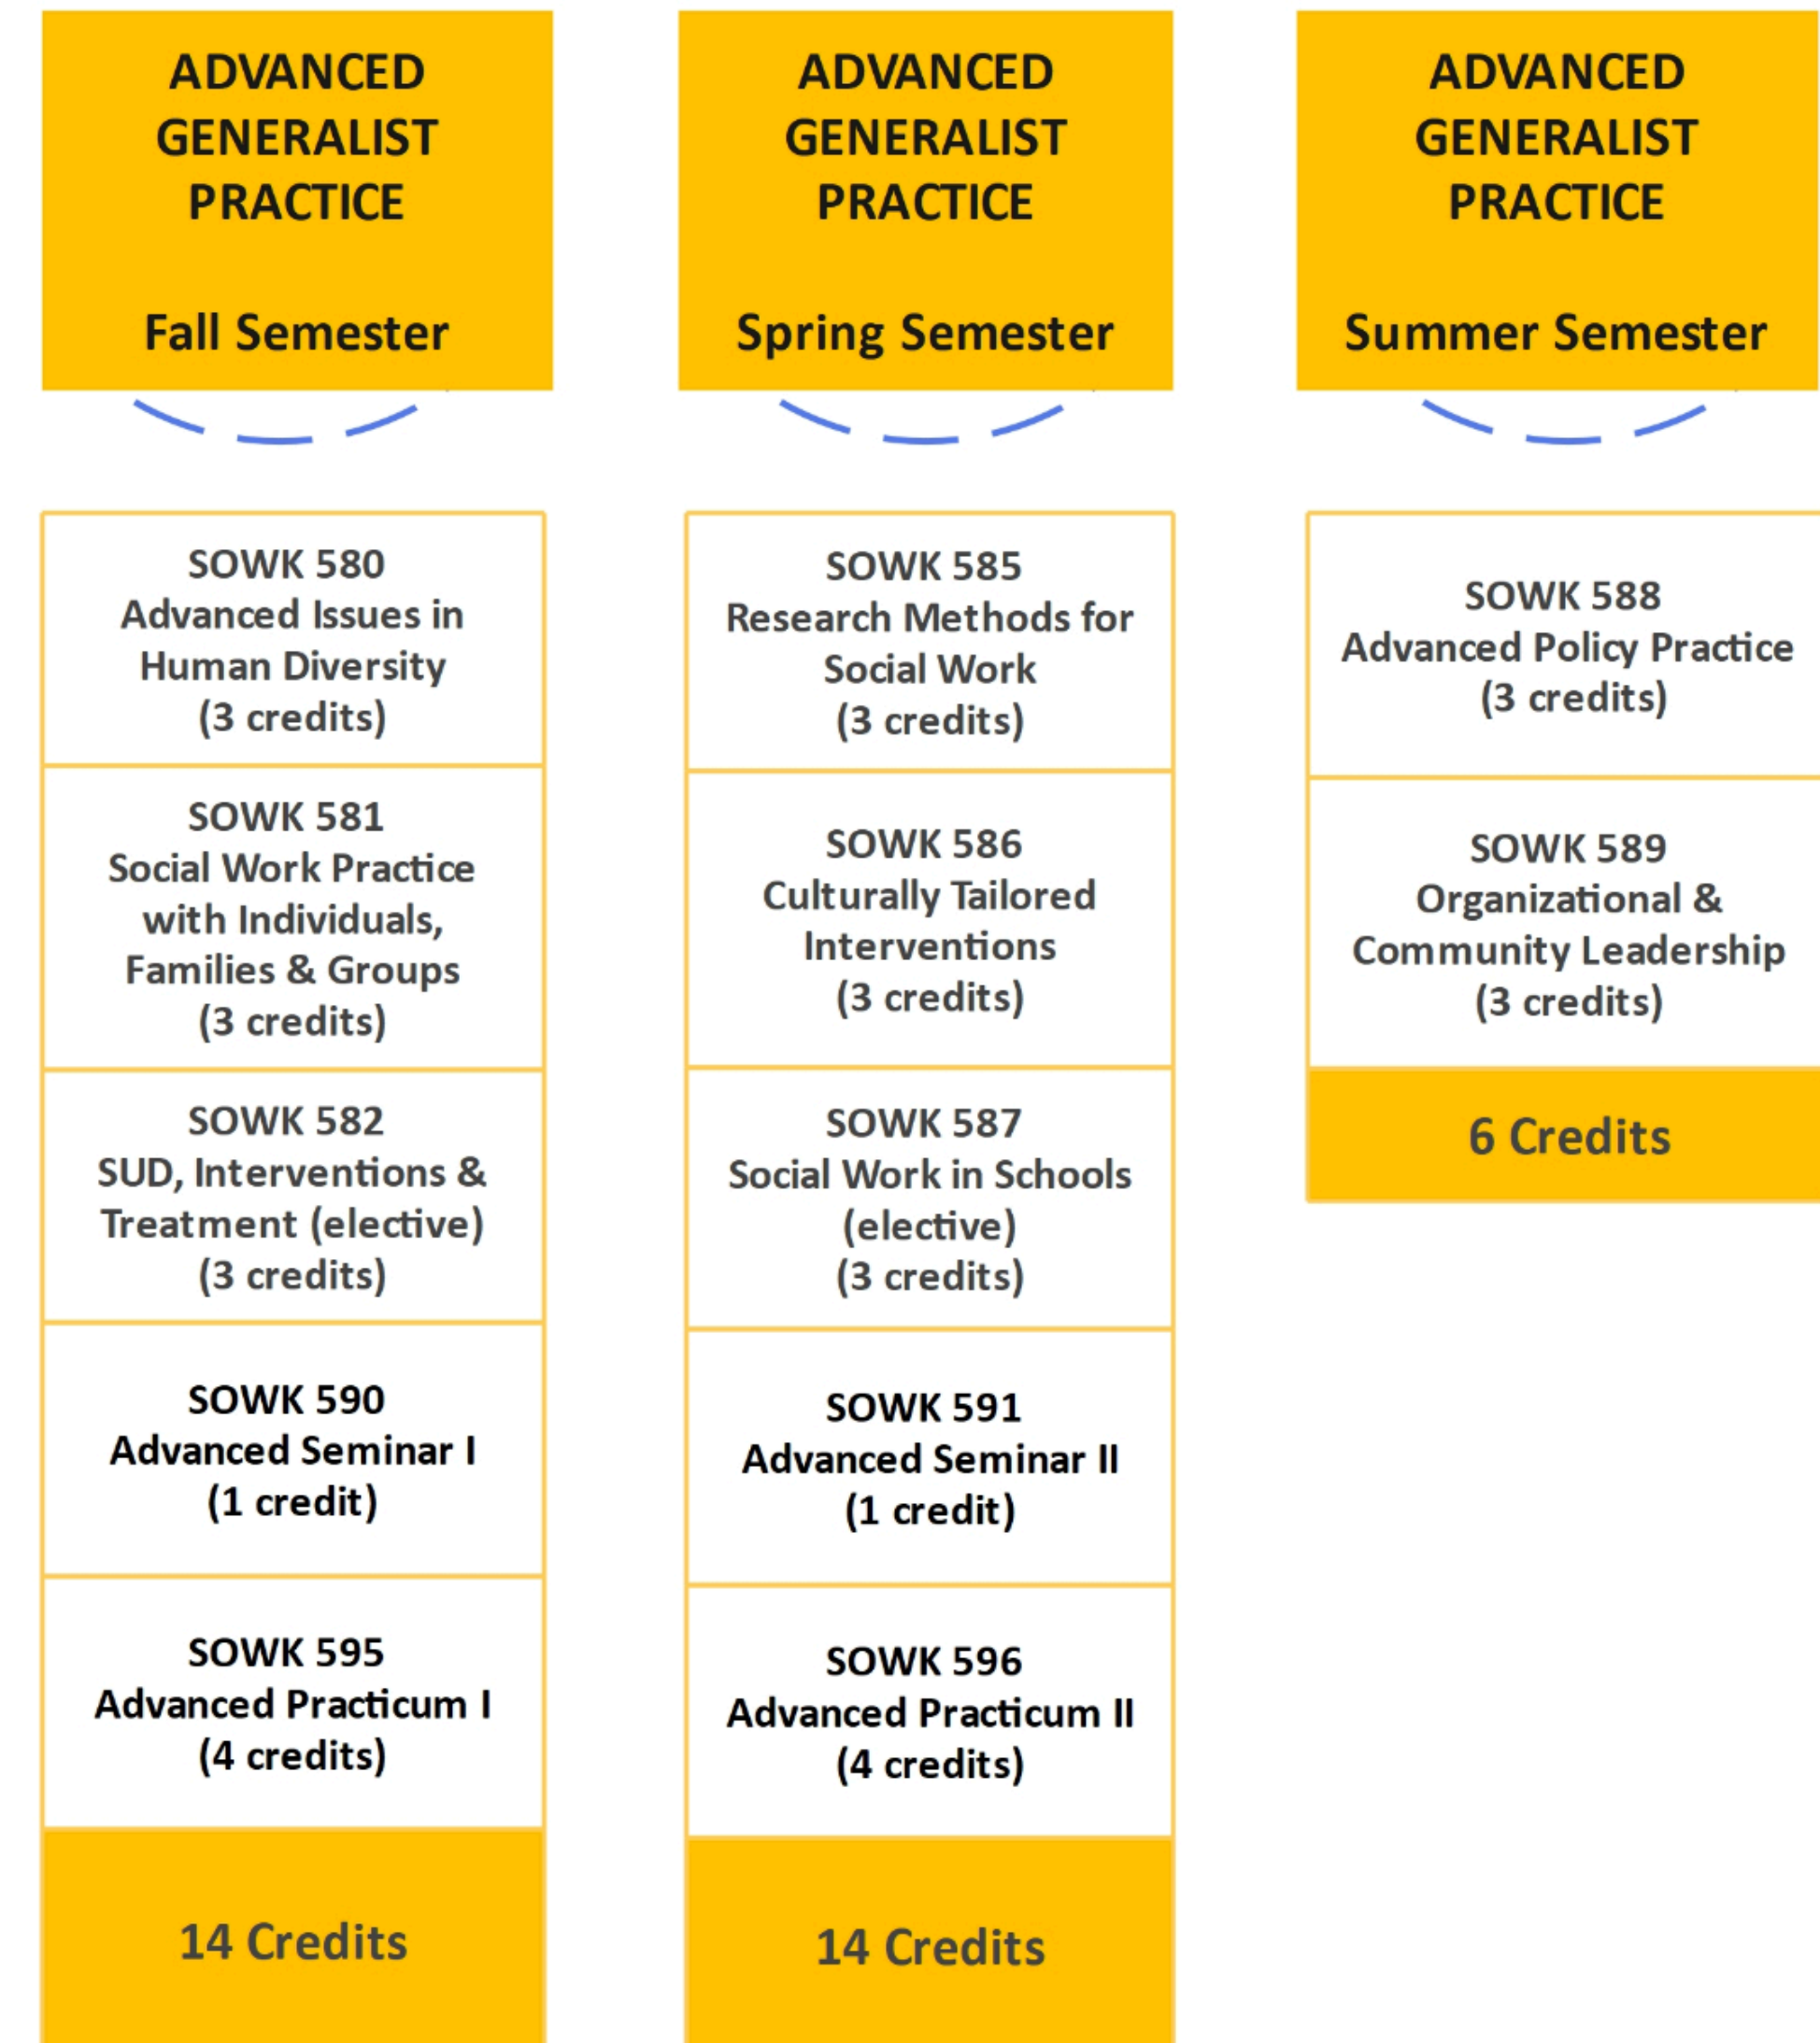 ADVANCED
GENERALIST
PRACTICE
Fall Semester
SOWK 580
Advanced Issues in
Human Diversity
(3 credits)
SOWK 581
Social Work Practice
with Individuals,
Families & Groups
(3 credits)
SOWK 582
SUD, Interventions &
Treatment (elective)
(3 credits)
SOWK 590
Advanced Seminar I
(1 credit)
SOWK 595
Advanced Practicum I
(4 credits)
14 Credits
ADVANCED
GENERALIST
PRACTICE
Spring Semester
SOWK 585
Research Methods for
Social Work
(3 credits)
SOWK 586
Culturally Tailored
Interventions
(3 credits)
SOWK 587
Social Work in Schools
(elective)
(3 credits)
SOWK 591
Advanced Seminar II
(1 credit)
SOWK 596
Advanced Practicum II
(4 credits)
14 Credits
ADVANCED
GENERALIST
PRACTICE
Summer Semester
SOWK 588
Advanced Policy Practice
(3 credits)
SOWK 589
Organizational &
Community Leadership
(3 credits)
6 Credits